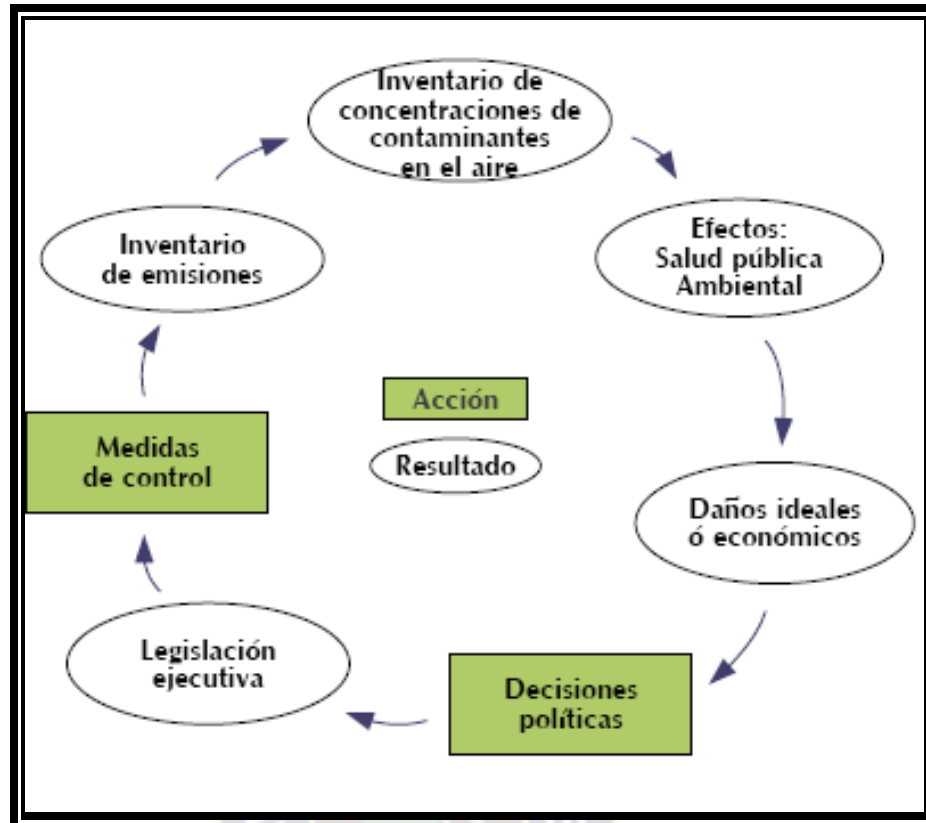 Inventario de
concentraciones de
contaminantes
en el aire
Efectos:
Salud pública
Ambiental
Inventario
de emisiones
Acción
Resultado
Medidas
de control
Daños ideales
ó económicos
Legislación
ejecutiva
Decisiones
políticas